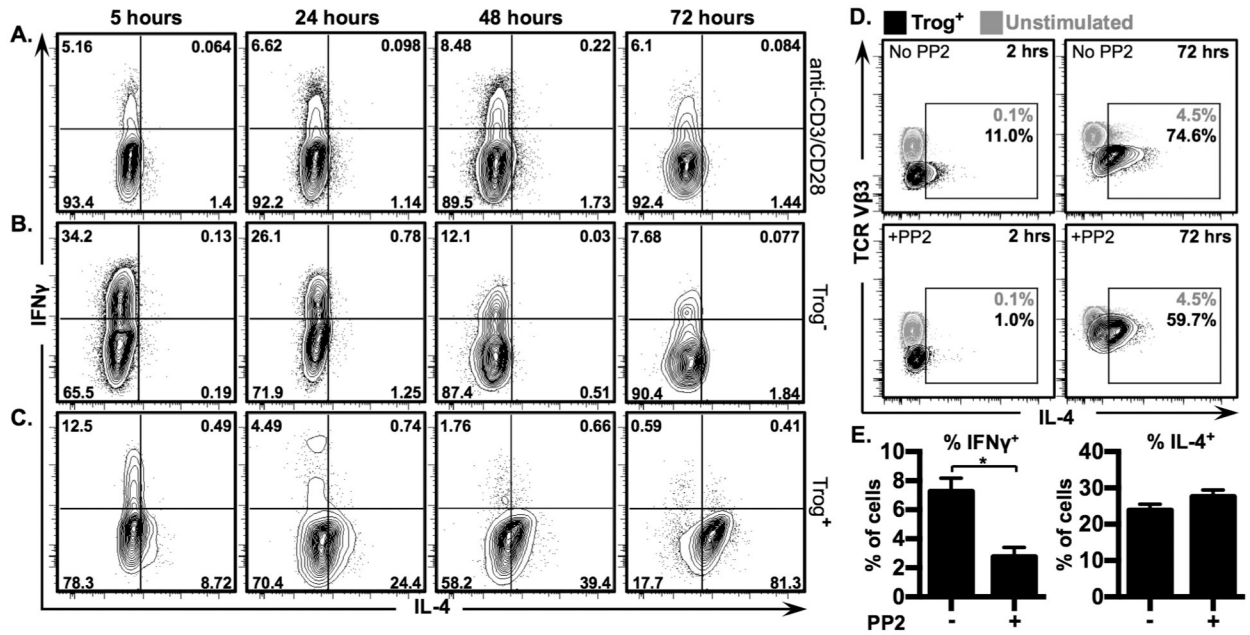 5 hours 24 hours 48 hours 72 hours
A.
5.16 0.064 6.62 0.098 8.48 0.22 6.1 0.084
93.4 1.4 92.2 1.14 89.5 1.73 92.4 1.44
anti-CD3/CD28
B.
34.2 0.13 26.1 0.78 12.1 0.03 7.68 0.077
65.5 0.19 71.9 1.25 87.4 0.51 90.4 1.84
Trog⁻
C.
12.5 0.49 4.49 0.74 1.76 0.66 0.59 0.41
78.3 8.72 70.4 24.4 58.2 39.4 17.7 81.3
Trog⁺
IFNγ
IL-4
D.
Trog⁺ Unstimulated
No PP2 2 hrs No PP2 72 hrs
0.1% 4.5%
11.0% 74.6%
+PP2 2 hrs +PP2 72 hrs
0.1% 4.5%
1.0% 59.7%
TCR Vβ3
IL-4
E.
% IFNγ⁺
% of cells
10
8
6
4
2
0
*
PP2 - +
% IL-4⁺
% of cells
40
30
20
10
0
- +